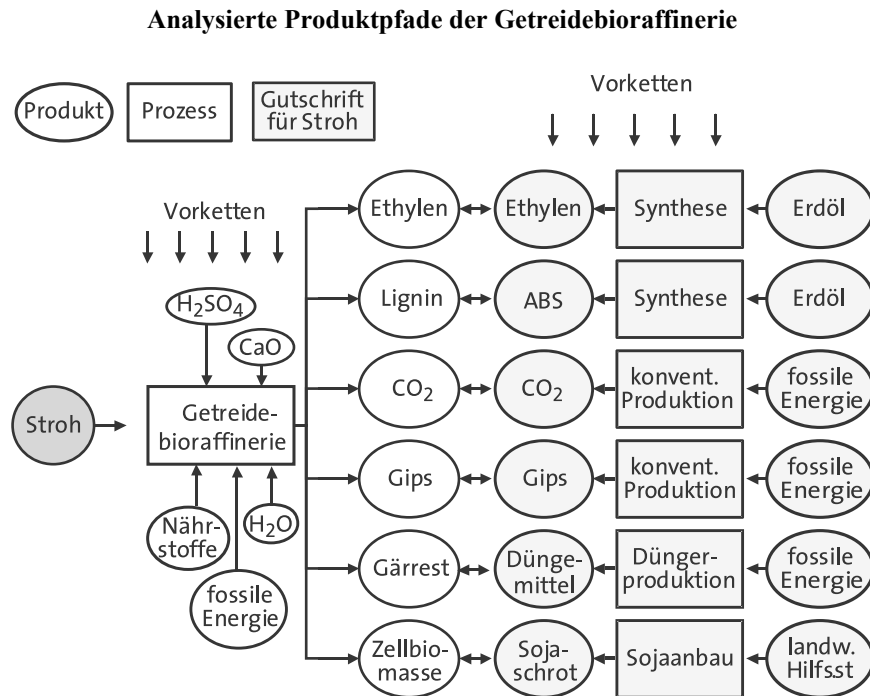 Analysierte Produktpfade der Getreidebioraffinerie
Produkt
Prozess
Gutschrift
für Stroh
Vorketten
Vorketten
H₂SO₄
CaO
Stroh
Getreide-
bioraffinerie
Nähr-
stoffe
H₂O
fossile
Energie
Ethylen
Ethylen
Synthese
Erdöl
Lignin
ABS
Synthese
Erdöl
CO₂
CO₂
konvent.
Produktion
fossile
Energie
Gips
Gips
konvent.
Produktion
fossile
Energie
Gärrest
Dünge-
mittel
Dünger-
produktion
fossile
Energie
Zellbio-
masse
Soja-
schrot
Sojaanbau
landw.
Hilfs.st